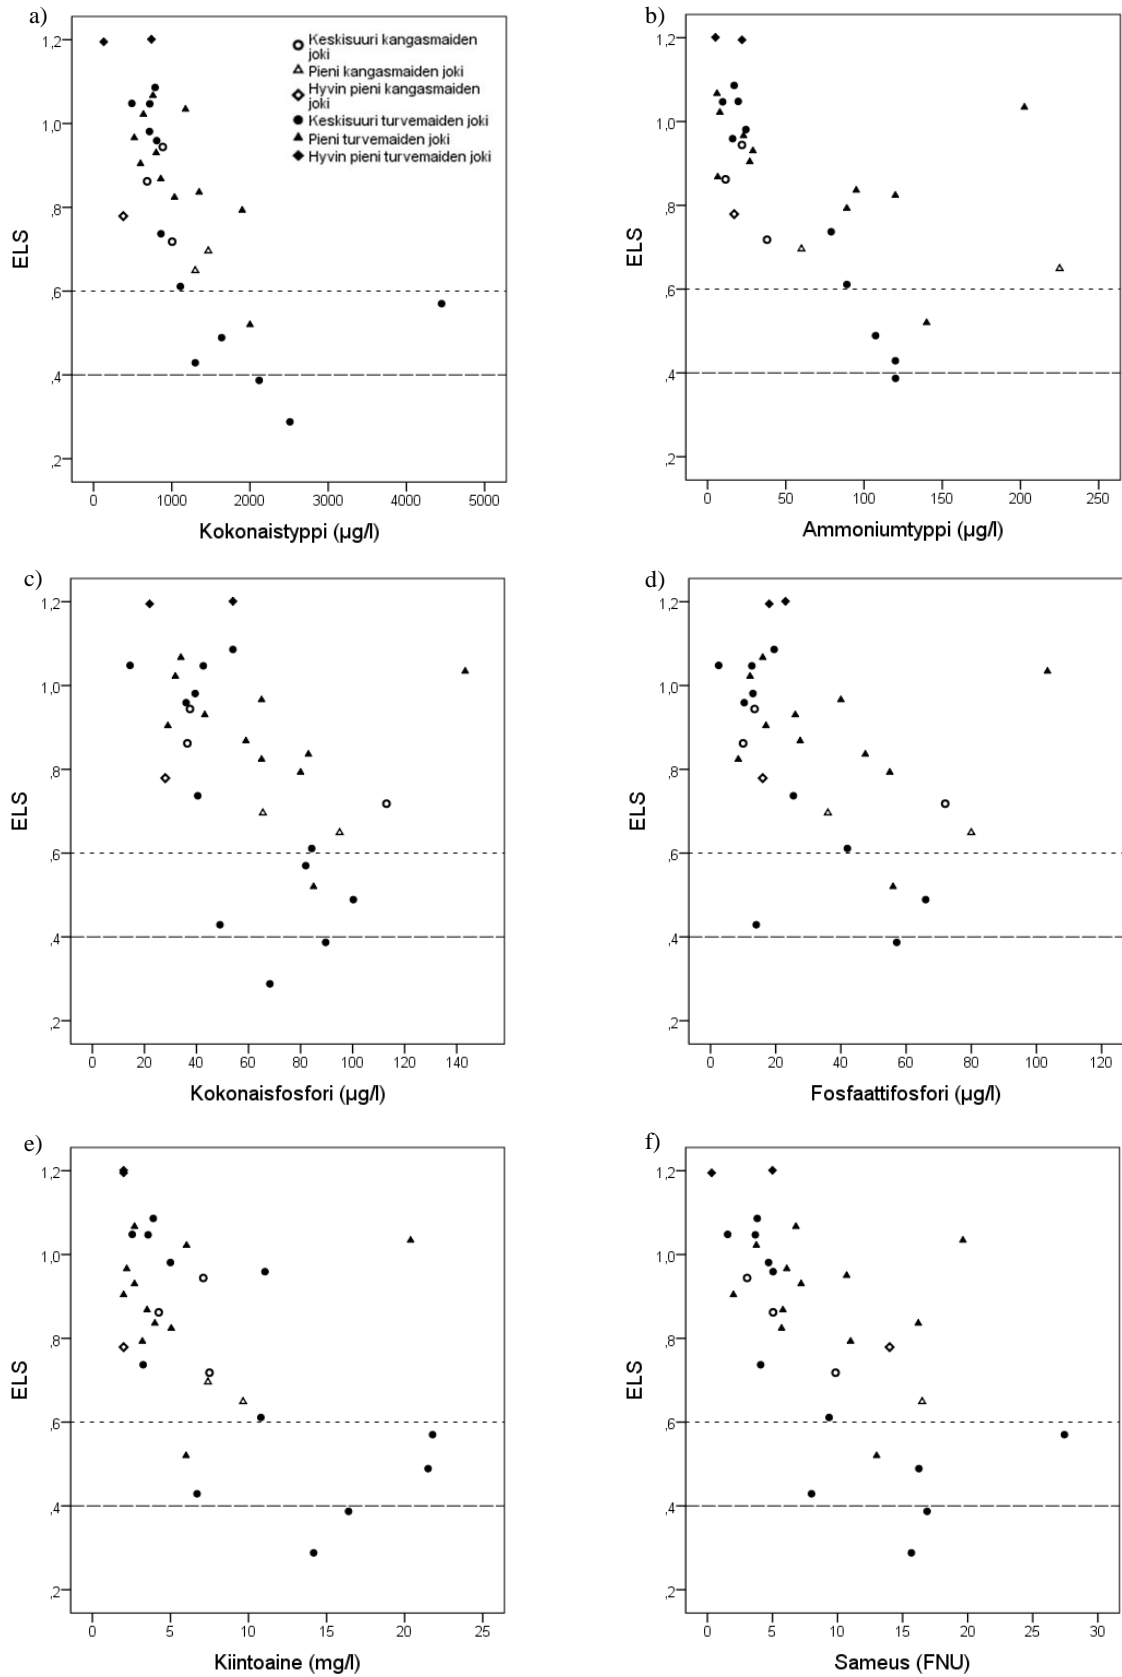 a)
1,2
1,0
,8
,6
,4
,2
ELS
Keskisuuri kangasmaiden
joki
Pieni kangasmaiden joki
Hyvin pieni kangasmaiden
joki
Keskisuuri turvemaiden joki
Pieni turvemaiden joki
Hyvin pieni turvemaiden joki
0 1000 2000 3000 4000 5000
Kokonaistyppi (µg/l)
b)
1,2
1,0
,8
,6
,4
,2
ELS
0 50 100 150 200 250
Ammoniumtyppi (µg/l)
c)
1,2
1,0
,8
,6
,4
,2
ELS
0 20 40 60 80 100 120 140
Kokonaisfosfori (µg/l)
d)
1,2
1,0
,8
,6
,4
,2
ELS
0 20 40 60 80 100 120
Fosfaattifosfori (µg/l)
e)
1,2
1,0
,8
,6
,4
,2
ELS
0 5 10 15 20 25
Kiintoaine (mg/l)
f)
1,2
1,0
,8
,6
,4
,2
ELS
0 5 10 15 20 25 30
Sameus (FNU)